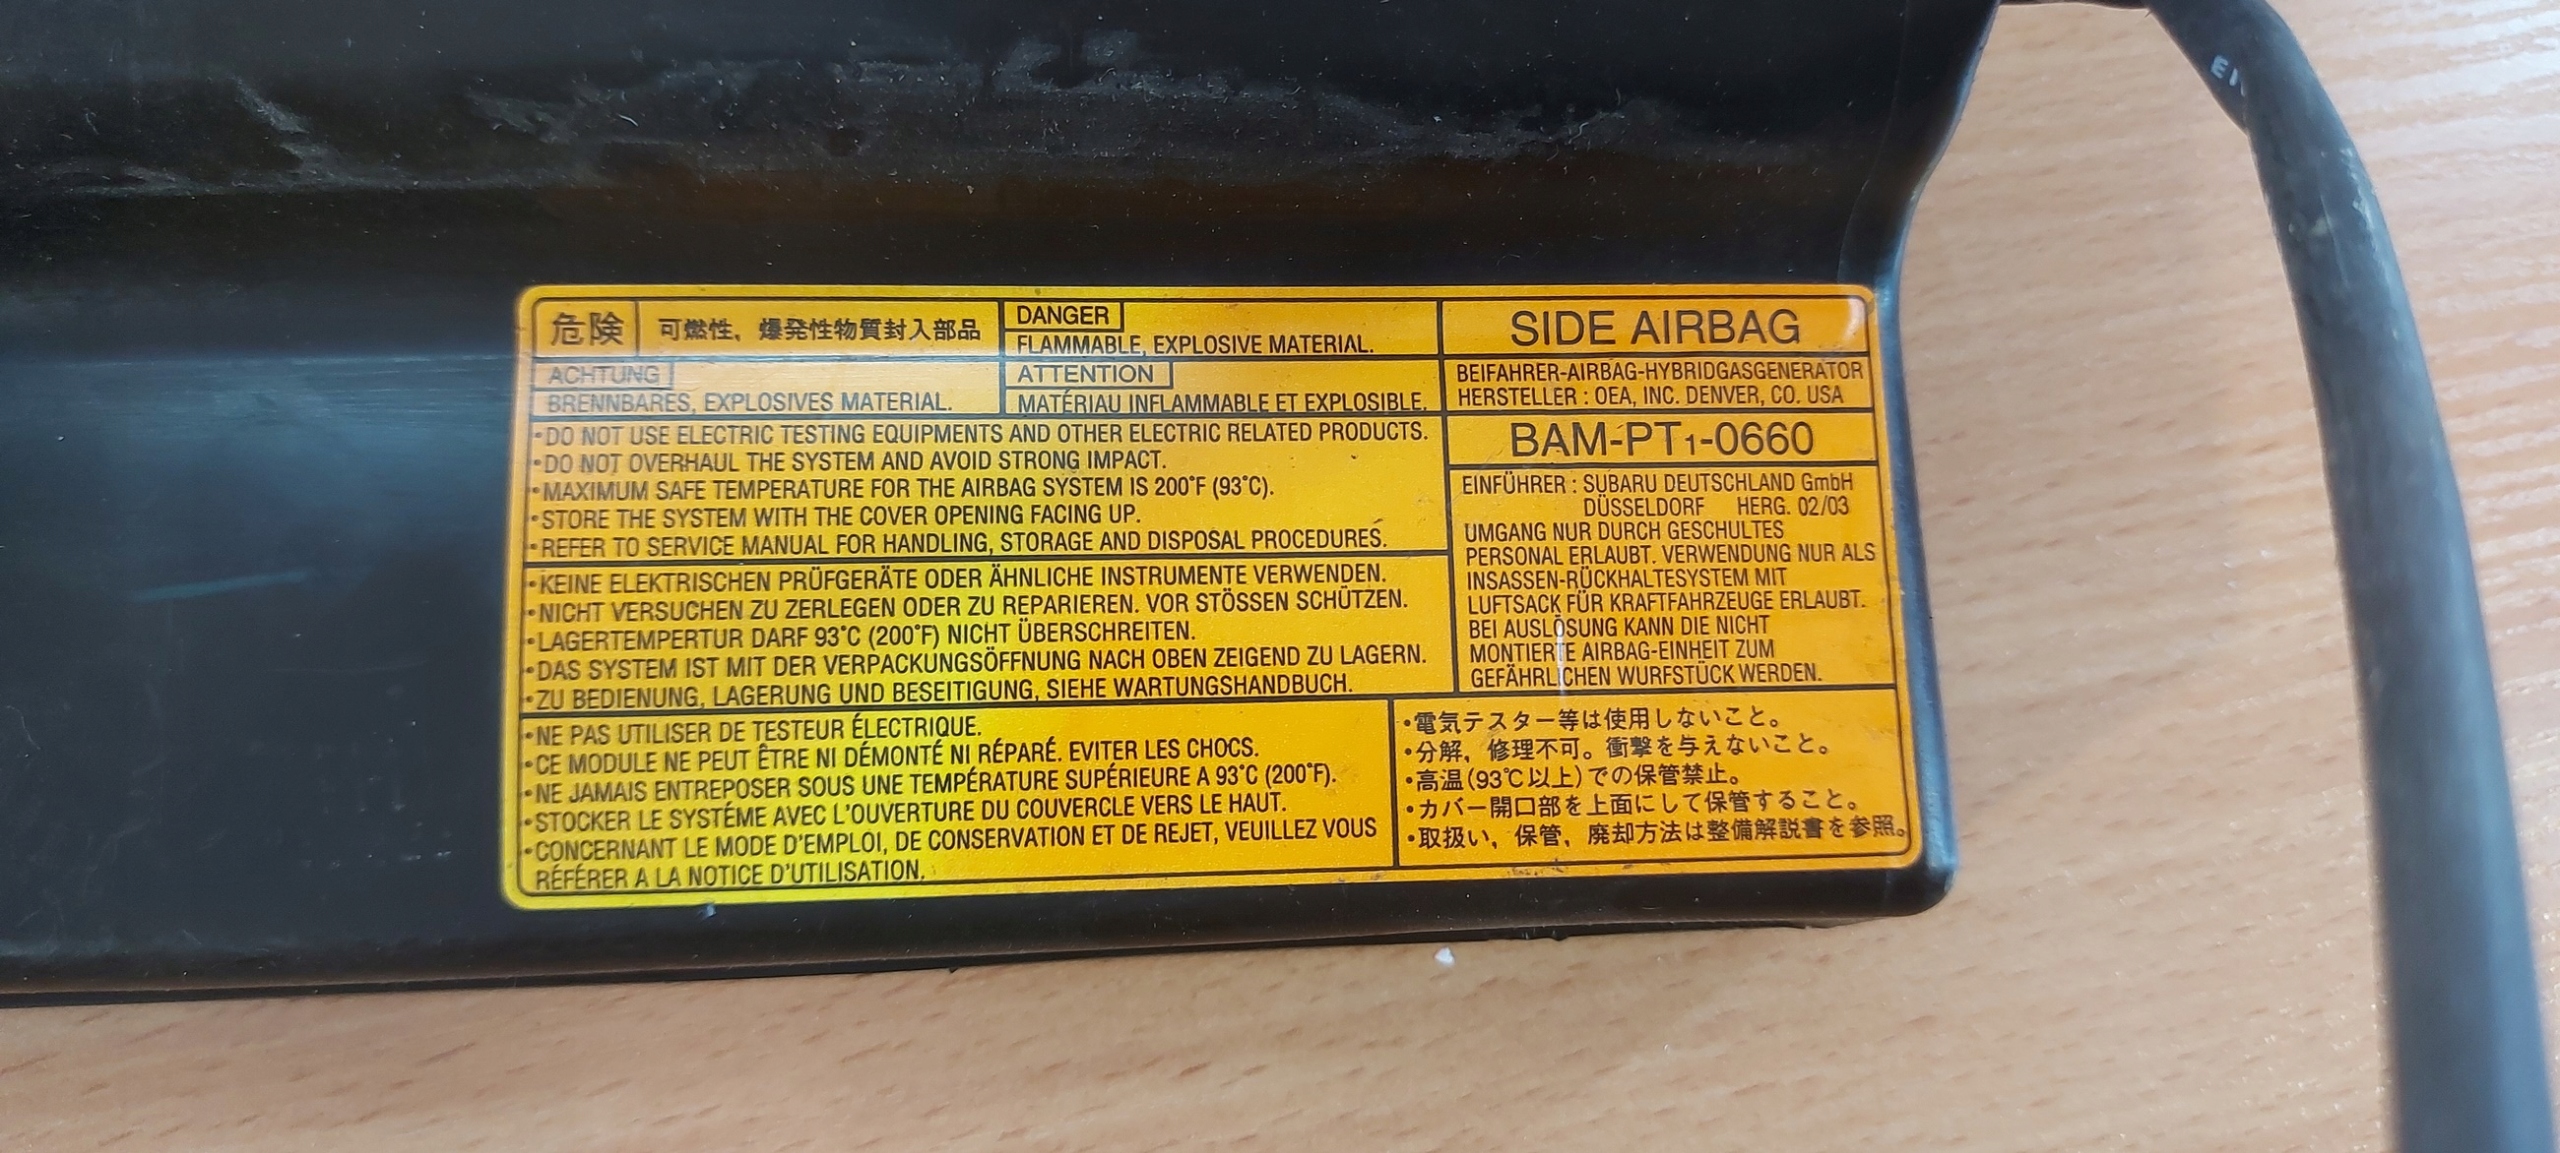 危険
可燃性，爆発性物質封入部品
DANGER
FLAMMABLE, EXPLOSIVE MATERIAL.
ACHTUNG
BRENNBARES, EXPLOSIVES MATERIAL.
ATTENTION
MATÉRIAU INFLAMMABLE ET EXPLOSIBLE.
SIDE AIRBAG
BEIFAHRER-AIRBAG-HYBRIDGASGENERATOR
HERSTELLER : OEA, INC. DENVER, CO. USA
BAM-PT1-0660
•DO NOT USE ELECTRIC TESTING EQUIPMENTS AND OTHER ELECTRIC RELATED PRODUCTS.
•DO NOT OVERHAUL THE SYSTEM AND AVOID STRONG IMPACT.
•MAXIMUM SAFE TEMPERATURE FOR THE AIRBAG SYSTEM IS 200°F (93°C).
•STORE THE SYSTEM WITH THE COVER OPENING FACING UP.
•REFER TO SERVICE MANUAL FOR HANDLING, STORAGE AND DISPOSAL PROCEDURES.
EINFÜHRER : SUBARU DEUTSCHLAND GmbH
DÜSSELDORF HERG. 02/03
UMGANG NUR DURCH GESCHULTES
PERSONAL ERLAUBT. VERWENDUNG NUR ALS
INSASSEN-RÜCKHALTESYSTEM MIT
LUFTSACK FÜR KRAFTFAHRZEUGE ERLAUBT.
BEI AUSLÖSUNG KANN DIE NICHT
MONTIERTE AIRBAG-EINHEIT ZUM
GEFÄHRLICHEN WURFSTÜCK WERDEN.
•KEINE ELEKTRISCHEN PRÜFGERÄTE ODER ÄHNLICHE INSTRUMENTE VERWENDEN.
•NICHT VERSUCHEN ZU ZERLEGEN ODER ZU REPARIEREN. VOR STÖSSEN SCHÜTZEN.
•LAGERTEMPERTUR DARF 93°C (200°F) NICHT ÜBERSCHREITEN.
•DAS SYSTEM IST MIT DER VERPACKUNGSÖFFNUNG NACH OBEN ZEIGEND ZU LAGERN.
•ZU BEDIENUNG, LAGERUNG UND BESEITIGUNG, SIEHE WARTUNGSHANDBUCH.
•NE PAS UTILISER DE TESTEUR ÉLECTRIQUE.
•CE MODULE NE PEUT ÊTRE NI DÉMONTÉ NI RÉPARÉ. EVITER LES CHOCS.
•NE JAMAIS ENTREPOSER SOUS UNE TEMPÉRATURE SUPÉRIEURE A 93°C (200°F).
•STOCKER LE SYSTÉME AVEC L'OUVERTURE DU COUVERCLE VERS LE HAUT.
•CONCERNANT LE MODE D'EMPLOI, DE CONSERVATION ET DE REJET, VEUILLEZ VOUS
RÉFÉRER A LA NOTICE D'UTILISATION.
•電気テスター等は使用しないこと。
•分解，修理不可。衝撃を与えないこと。
•高温(93℃以上)での保管禁止。
•カバー開口部を上面にして保管すること。
•取扱い，保管，廃却方法は整備解説書を参照。